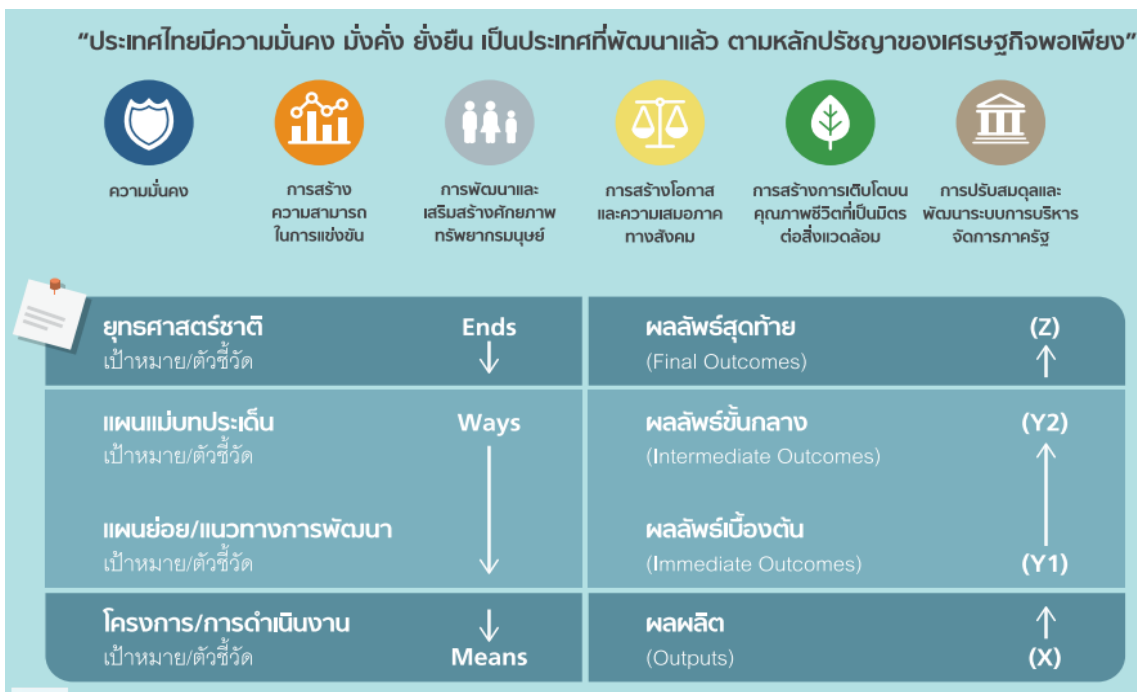 “ประเทศไทยมีความมั่นคง มั่งคั่ง ยั่งยืน เป็นประเทศที่พัฒนาแล้ว ตามหลักปรัชญาของเศรษฐกิจพอเพียง”
ความมั่นคง
การสร้าง
ความสามารถ
ในการแข่งขัน
การพัฒนาและ
เสริมสร้างศักยภาพ
ทรัพยากรมนุษย์
การสร้างโอกาส
และความเสมอภาค
ทางสังคม
การสร้างการเติบโตบน
คุณภาพชีวิตที่เป็นมิตร
ต่อสิ่งแวดล้อม
การปรับสมดุลและ
พัฒนาระบบการบริหาร
จัดการภาครัฐ
ยุทธศาสตร์ชาติ Ends ผลลัพธ์สุดท้าย (Z)
เป้าหมาย/ตัวชี้วัด (Final Outcomes)
แผนแม่บทประเด็น Ways ผลลัพธ์ขั้นกลาง (Y2)
เป้าหมาย/ตัวชี้วัด (Intermediate Outcomes)
แผนย่อย/แนวทางการพัฒนา ผลลัพธ์เบื้องต้น
เป้าหมาย/ตัวชี้วัด (Immediate Outcomes) (Y1)
โครงการ/การดำเนินงาน ผลผลิต
เป้าหมาย/ตัวชี้วัด Means (Outputs) (X)